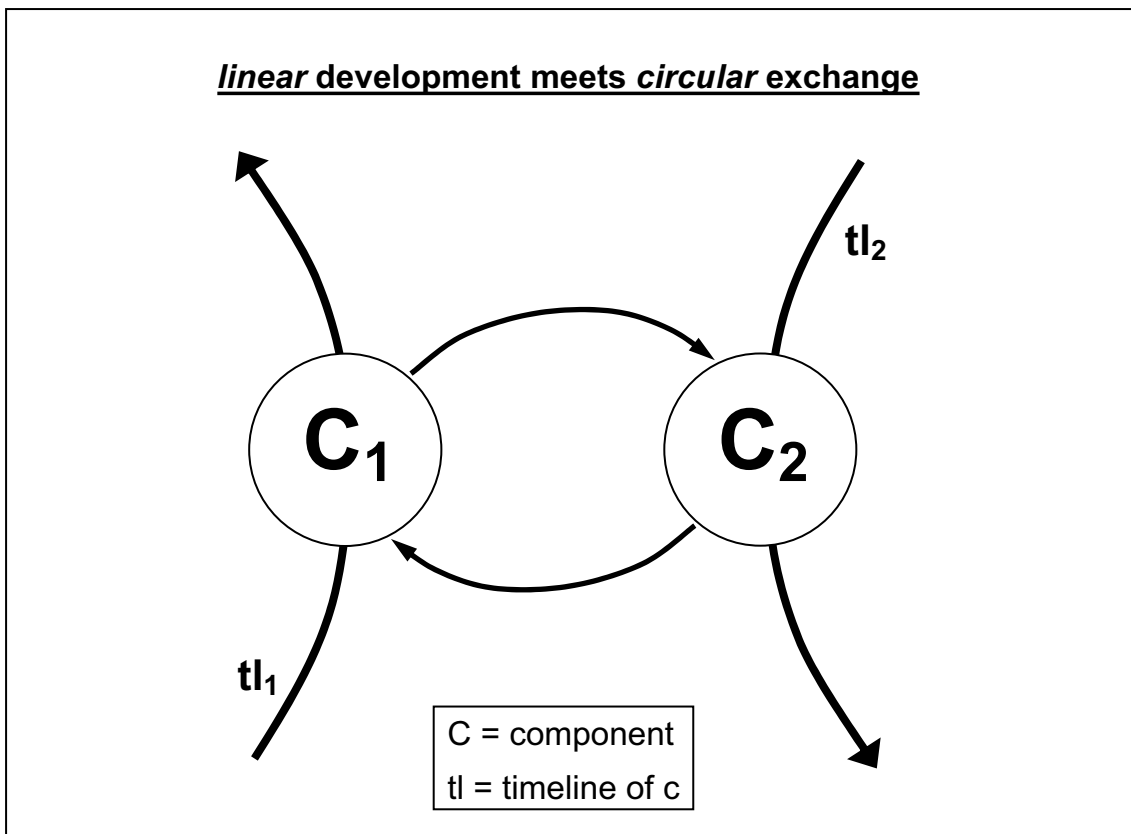 linear development meets circular exchange
tl₂
C₁
C₂
tl₁
C = component
tl = timeline of c